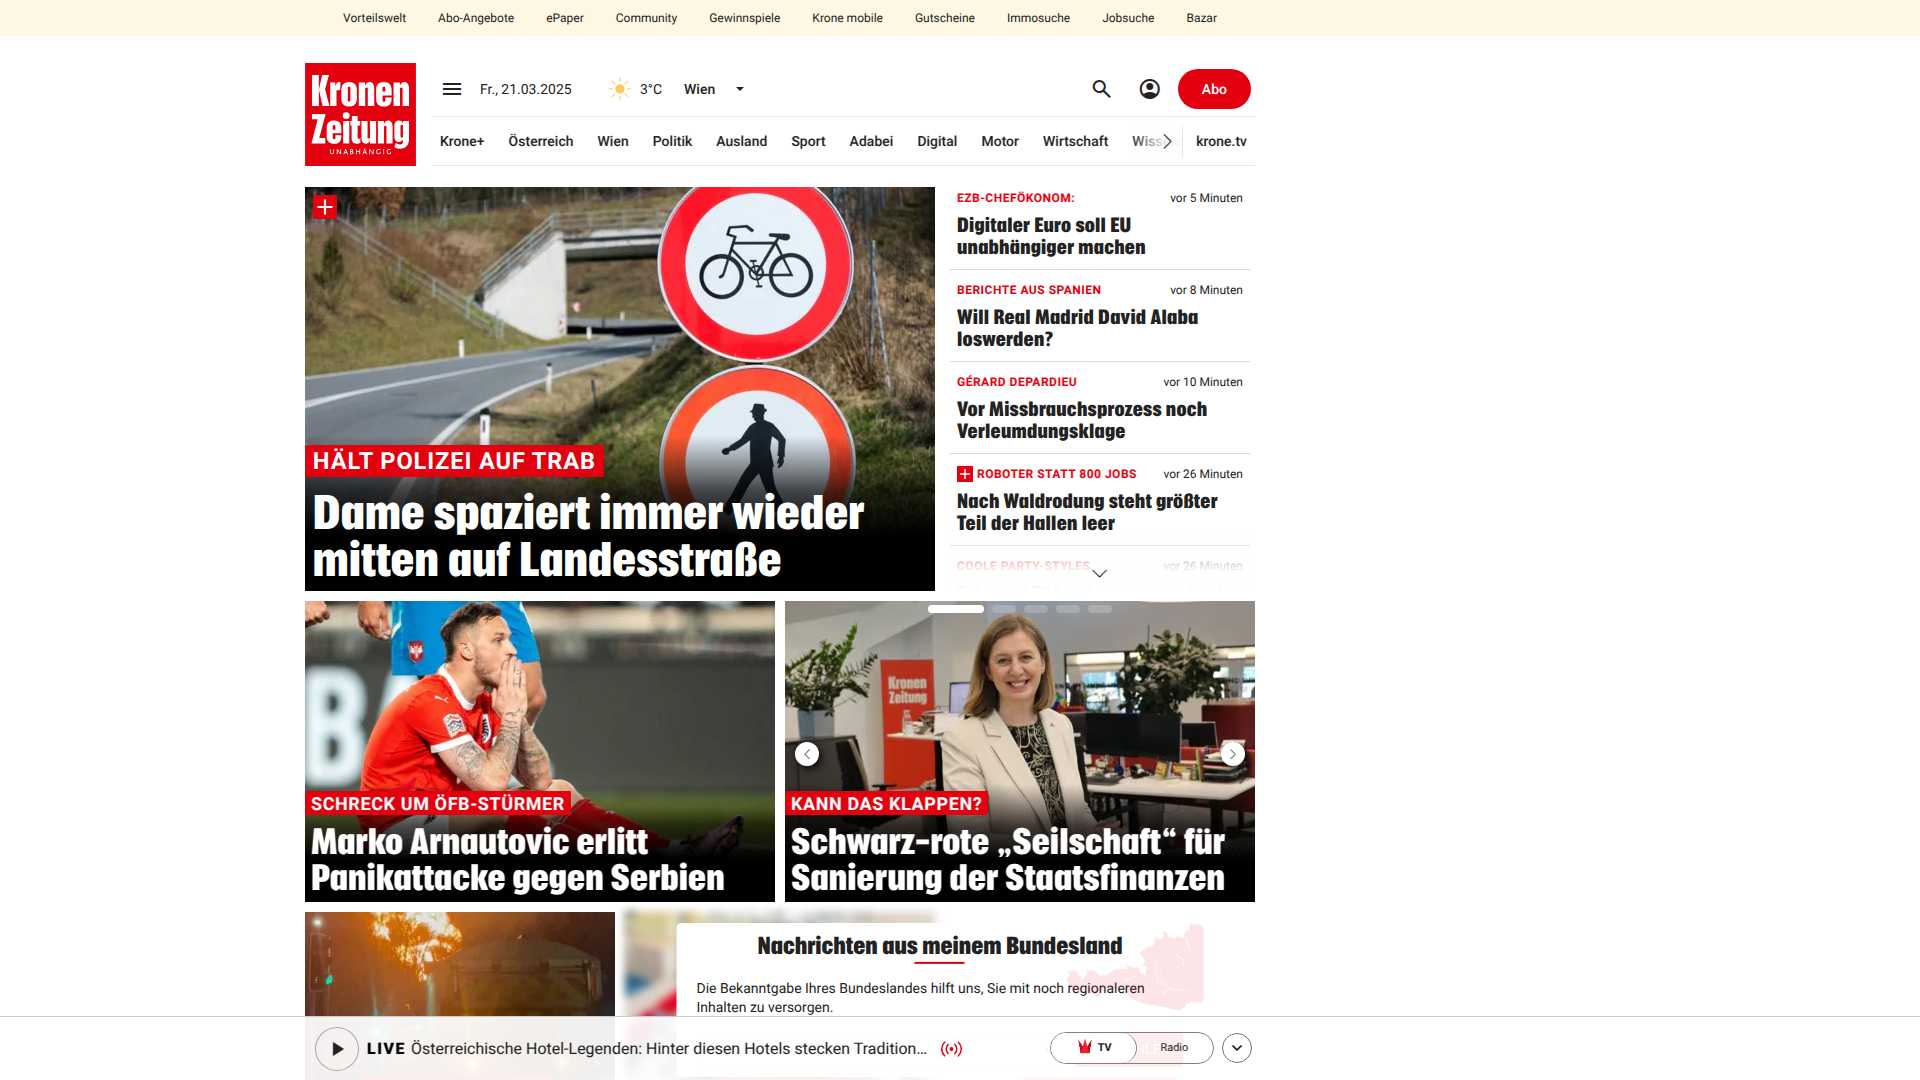 Vorteilswelt Abo-Angebote ePaper Community Gewinnspiele Krone mobile Gutscheine Immosuche Jobsuche Bazar
Kronen
Zeitung
UNABHÄNGIG
Fr., 21.03.2025 3°C Wien Abo
Krone+ Österreich Wien Politik Ausland Sport Adabei Digital Motor Wirtschaft Wiss krone.tv
HÄLT POLIZEI AUF TRAB
Dame spaziert immer wieder
mitten auf Landesstraße
EZB-CHEFÖKONOM: vor 5 Minuten
Digitaler Euro soll EU
unabhängiger machen
BERICHTE AUS SPANIEN vor 8 Minuten
Will Real Madrid David Alaba
loswerden?
GÉRARD DEPARDIEU vor 10 Minuten
Vor Missbrauchsprozess noch
Verleumdungsklage
ROBOTER STATT 800 JOBS vor 26 Minuten
Nach Waldrodung steht größter
Teil der Hallen leer
COOLE PARTY-STYLES vor 26 Minuten
SCHRECK UM ÖFB-STÜRMER
Marko Arnautovic erlitt
Panikattacke gegen Serbien
Kronen
Zeitung
KANN DAS KLAPPEN?
Schwarz-rote „Seilschaft“ für
Sanierung der Staatsfinanzen
Nachrichten aus meinem Bundesland
Die Bekanntgabe Ihres Bundeslandes hilft uns, Sie mit noch regionaleren
Inhalten zu versorgen.
LIVE Österreichische Hotel-Legenden: Hinter diesen Hotels stecken Tradition... TV Radio